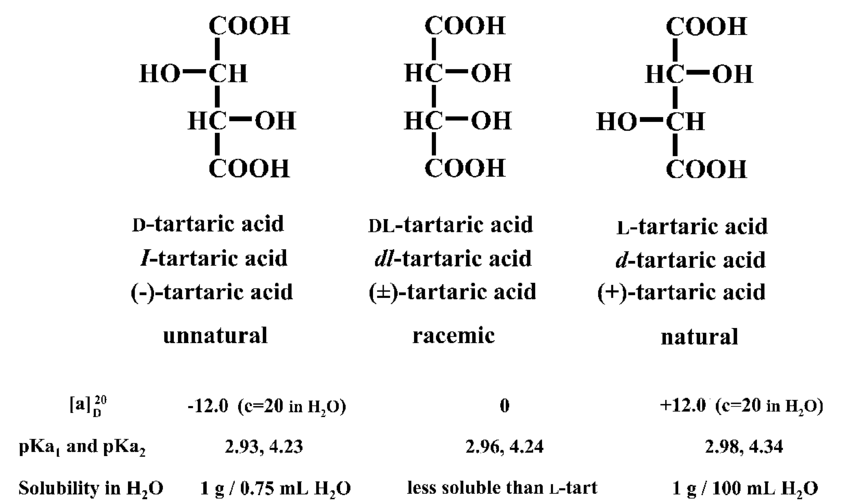 COOH COOH COOH
HO—CH HC—OH HC—OH
HC—OH HC—OH HO—CH
COOH COOH COOH
D-tartaric acid DL-tartaric acid L-tartaric acid
l-tartaric acid dl-tartaric acid d-tartaric acid
(-)-tartaric acid (±)-tartaric acid (+)-tartaric acid
unnatural racemic natural
[a]20D -12.0 (c=20 in H2O) 0 +12.0 (c=20 in H2O)
pKa1 and pKa2 2.93, 4.23 2.96, 4.24 2.98, 4.34
Solubility in H2O 1 g / 0.75 mL H2O less soluble than L-tart 1 g / 100 mL H2O